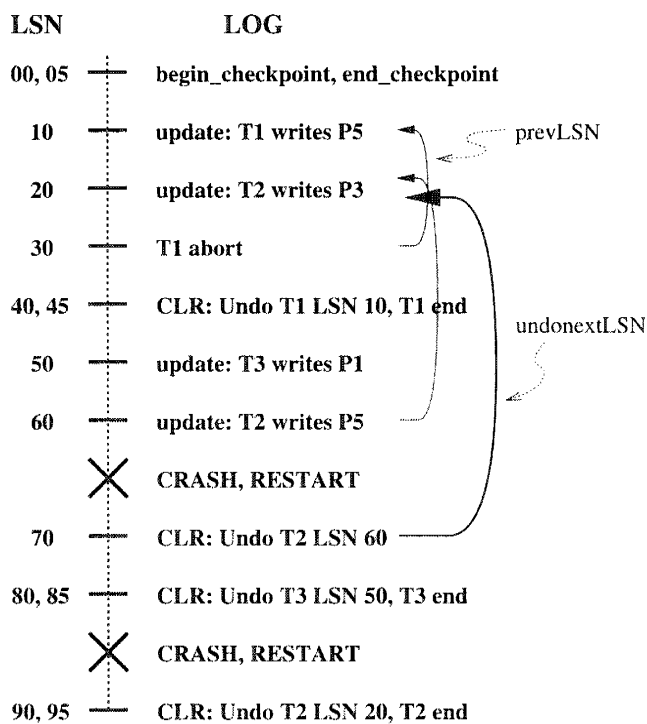 LSN LOG
00, 05 begin_checkpoint, end_checkpoint
10 update: T1 writes P5 prevLSN
20 update: T2 writes P3
30 T1 abort
40, 45 CLR: Undo T1 LSN 10, T1 end
undonextLSN
50 update: T3 writes P1
60 update: T2 writes P5
CRASH, RESTART
70 CLR: Undo T2 LSN 60
80, 85 CLR: Undo T3 LSN 50, T3 end
CRASH, RESTART
90, 95 CLR: Undo T2 LSN 20, T2 end